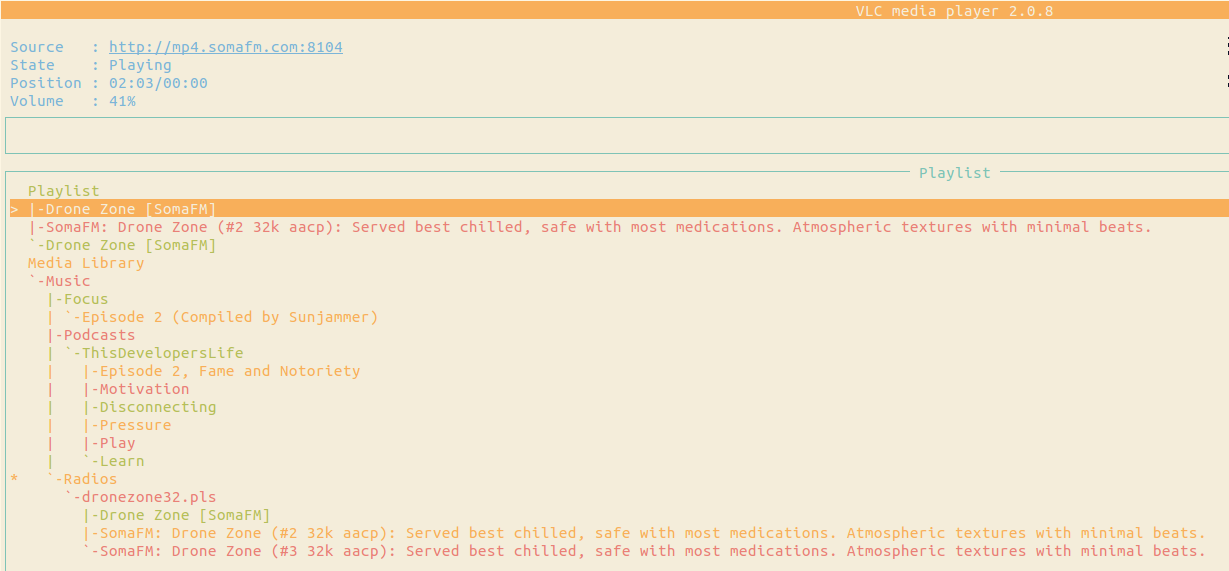 VLC media player 2.0.8
Source   : http://mp4.somafm.com:8104
State    : Playing
Position : 02:03/00:00
Volume   : 41%
Playlist
  Playlist
> |-Drone Zone [SomaFM]
  |-SomaFM: Drone Zone (#2 32k aacp): Served best chilled, safe with most medications. Atmospheric textures with minimal beats.
  `-Drone Zone [SomaFM]
  Media Library
  `-Music
    |-Focus
    | `-Episode 2 (Compiled by Sunjammer)
    |-Podcasts
    | `-ThisDevelopersLife
    |   |-Episode 2, Fame and Notoriety
    |   |-Motivation
    |   |-Disconnecting
    |   |-Pressure
    |   |-Play
    |   `-Learn
*   `-Radios
      `-dronezone32.pls
        |-Drone Zone [SomaFM]
        |-SomaFM: Drone Zone (#2 32k aacp): Served best chilled, safe with most medications. Atmospheric textures with minimal beats.
        `-SomaFM: Drone Zone (#3 32k aacp): Served best chilled, safe with most medications. Atmospheric textures with minimal beats.